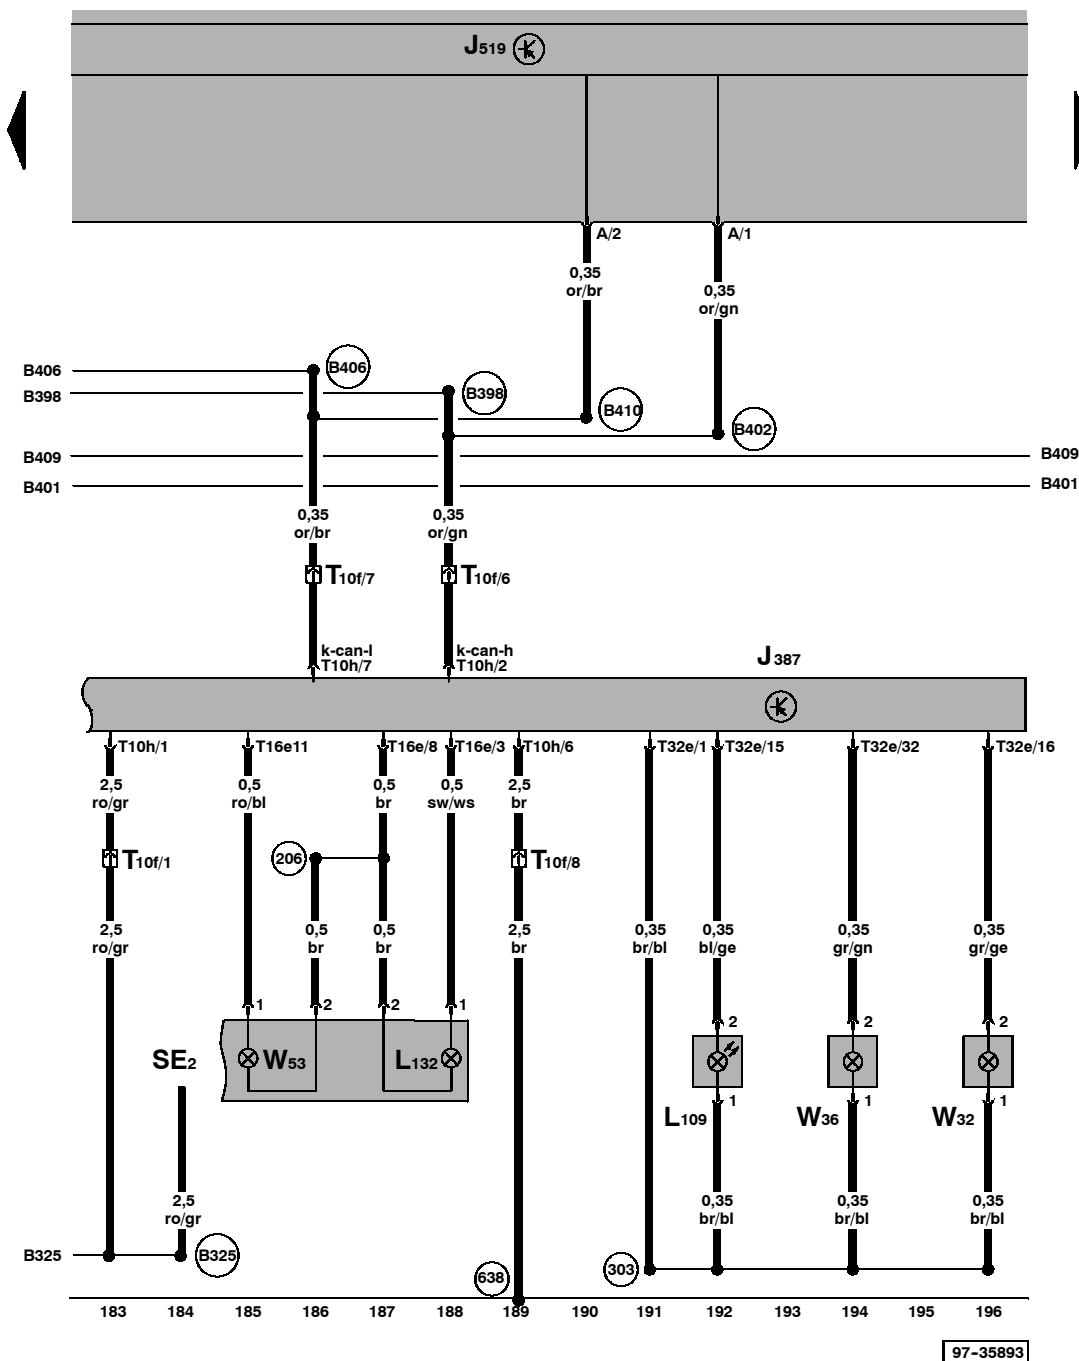 J519
A/2 A/1
0,35
or/br
0,35
or/gn
B406 B406
B398 B398
B410
B402
B409 B409
B401 B401
0,35 0,35
or/br or/gn
T10f/7 T10f/6
k-can-l k-can-h
T10h/7 T10h/2
J387
T10h/1 T16e11 T16e/8 T16e/3 T10h/6 T32e/1 T32e/15 T32e/32 T32e/16
2,5 0,5 0,5 0,5 2,5
ro/gr ro/bl br sw/ws br
T10f/1 206 T10f/8
2,5 0,5 0,5 2,5 0,35 0,35 0,35 0,35
ro/gr br br br br/bl bl/ge gr/gn gr/ge
1 2 2 1
2 2 2
SE2 W53 L132
1 1 1
L109 W36 W32
2,5 0,35 0,35 0,35
ro/gr br/bl br/bl br/bl
B325 B325
638 303
183 184 185 186 187 188 189 190 191 192 193 194 195 196
97-35893